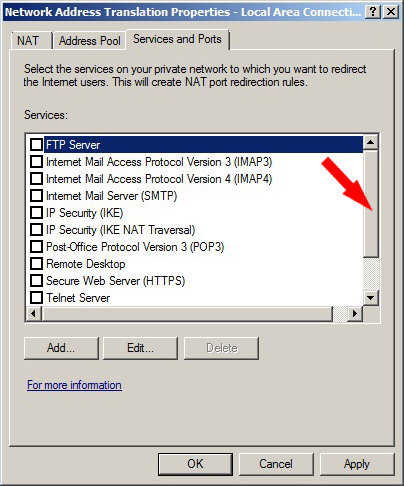 Network Address Translation Properties - Local Area Connecti...
NAT
Address Pool
Services and Ports
Select the services on your private network to which you want to redirect
the Internet users. This will create NAT port redirection rules.
Services:
FTP Server
Internet Mail Access Protocol Version 3 (IMAP3)
Internet Mail Access Protocol Version 4 (IMAP4)
Internet Mail Server (SMTP)
IP Security (IKE)
IP Security (IKE NAT Traversal)
Post-Office Protocol Version 3 (POP3)
Remote Desktop
Secure Web Server (HTTPS)
Telnet Server
Add...
Edit...
Delete
For more information
OK
Cancel
Apply